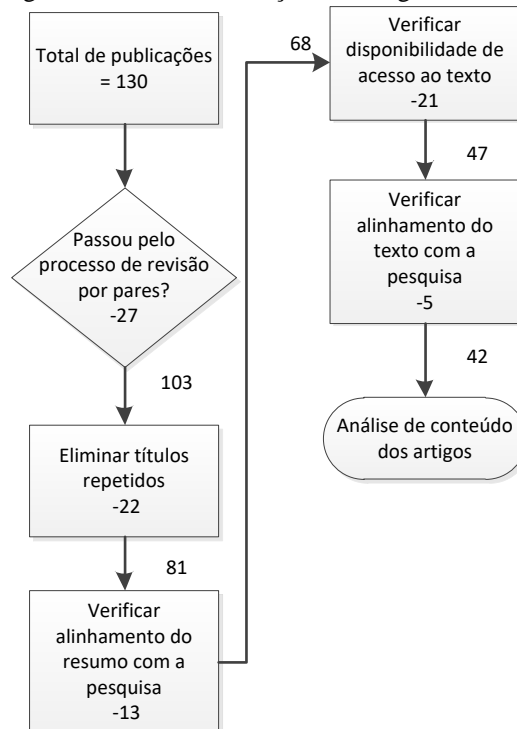 Total de publicações
= 130
Passou pelo
processo de revisão
por pares?
-27
103
Eliminar títulos
repetidos
-22
81
Verificar
alinhamento do
resumo com a
pesquisa
-13
68
Verificar
disponibilidade de
acesso ao texto
-21
47
Verificar
alinhamento do
texto com a
pesquisa
-5
42
Análise de conteúdo
dos artigos